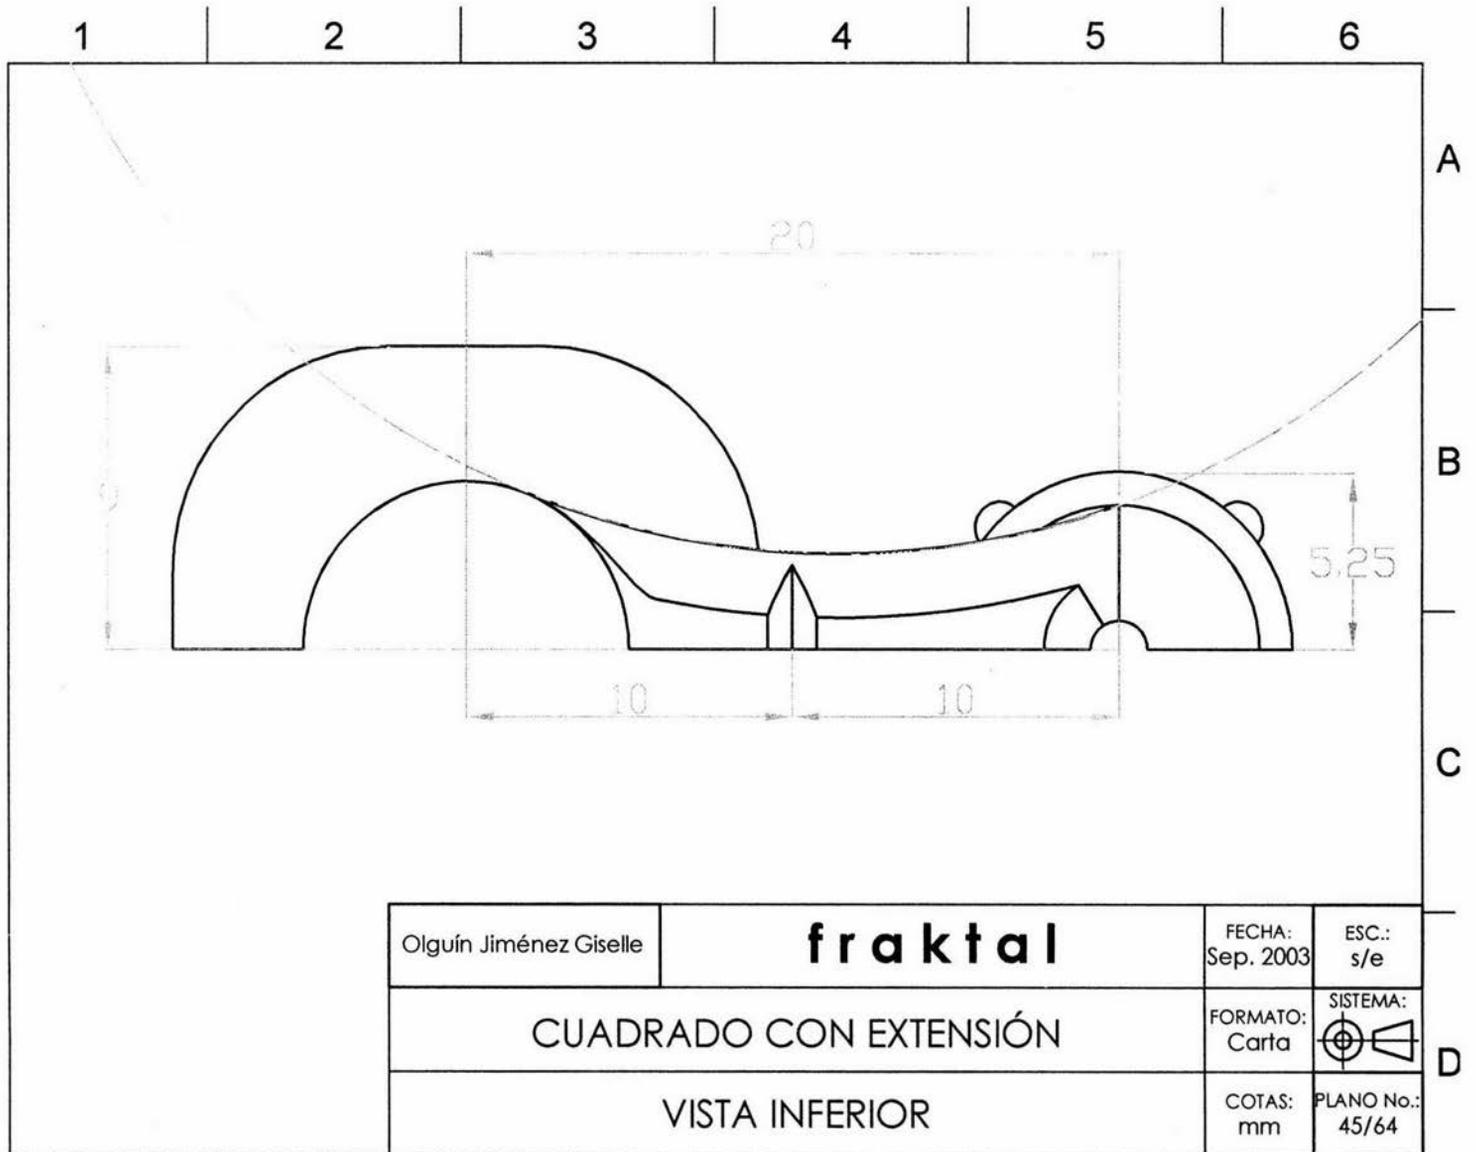 1 2 3 4 5 6
A
20
B
5.25
10 10
C
Olguín Jiménez Giselle
fraktal
FECHA:
Sep. 2003
ESC.:
s/e
CUADRADO CON EXTENSIÓN
FORMATO:
Carta
SISTEMA:
D
VISTA INFERIOR
COTAS:
mm
PLANO No.:
45/64